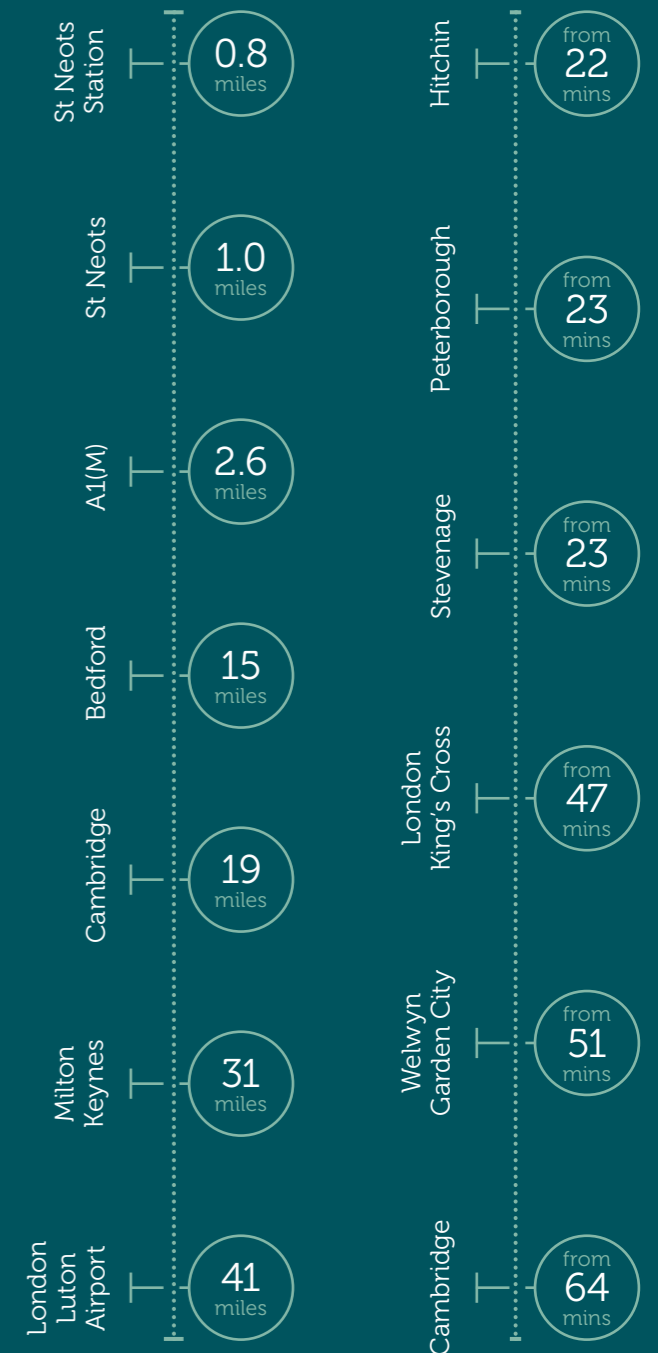 St Neots
Station
0.8
miles
St Neots
1.0
miles
A1(M)
2.6
miles
Bedford
15
miles
Cambridge
19
miles
Milton
Keynes
31
miles
London
Luton
Airport
41
miles
Hitchin
from
22
mins
Peterborough
from
23
mins
Stevenage
from
23
mins
London
King's Cross
from
47
mins
Welwyn
Garden City
from
51
mins
Cambridge
from
64
mins